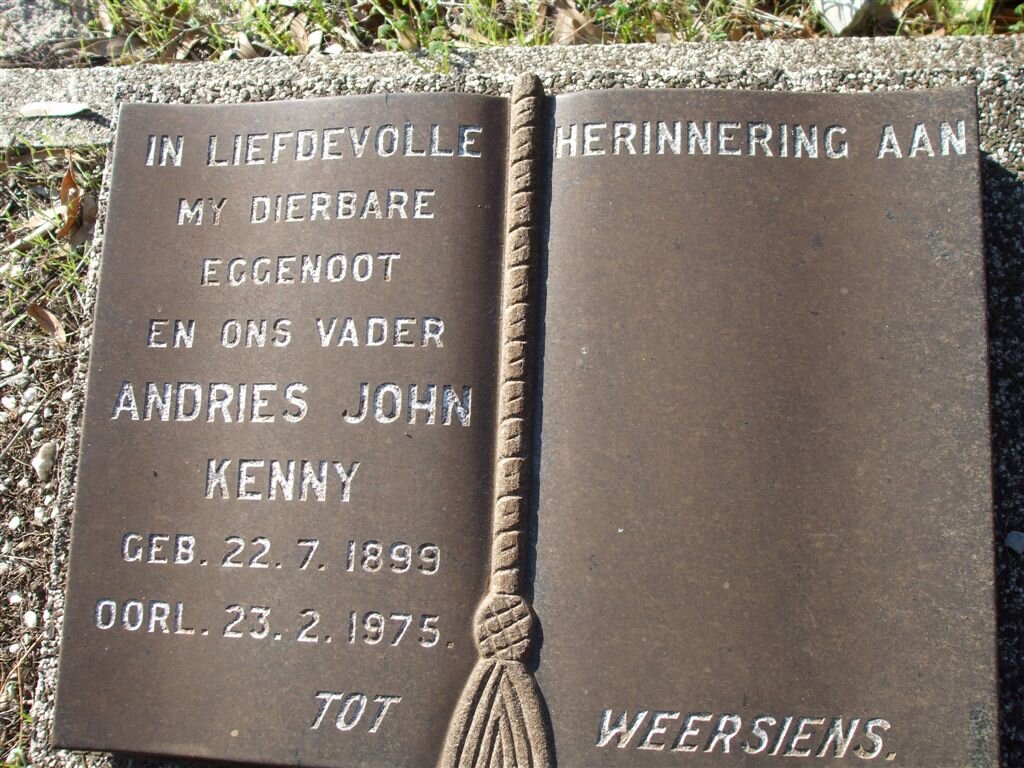 IN LIEFDEVOLLE HERINNERING AAN
MY DIERBARE
EGGENOOT
EN ONS VADER
ANDRIES JOHN
KENNY
GEB. 22.7.1899
OORL. 23.2.1975.
TOT WEERSIENS.